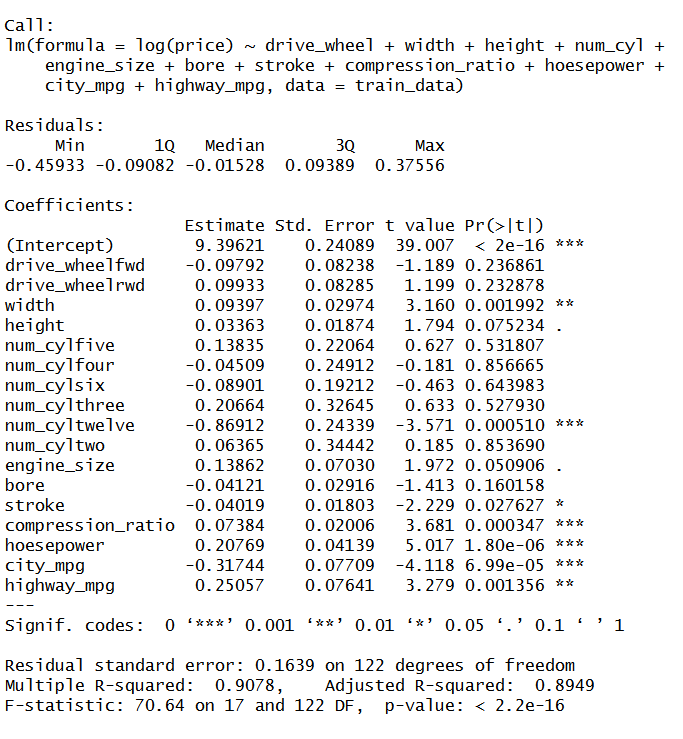 Call:
lm(formula = log(price) ~ drive_wheel + width + height + num_cyl +
    engine_size + bore + stroke + compression_ratio + hoesepower +
    city_mpg + highway_mpg, data = train_data)
Residuals:
     Min       1Q   Median       3Q      Max
-0.45933 -0.09082 -0.01528  0.09389  0.37556
Coefficients:
                  Estimate Std. Error t value Pr(>|t|)
(Intercept)        9.39621    0.24089  39.007  < 2e-16 ***
drive_wheelfwd    -0.09792    0.08238  -1.189 0.236861
drive_wheelrwd     0.09933    0.08285   1.199 0.232878
width              0.09397    0.02974   3.160 0.001992 **
height             0.03363    0.01874   1.794 0.075234 .
num_cylfive        0.13835    0.22064   0.627 0.531807
num_cylfour       -0.04509    0.24912  -0.181 0.856665
num_cylsix        -0.08901    0.19212  -0.463 0.643983
num_cylthree       0.20664    0.32645   0.633 0.527930
num_cyltwelve     -0.86912    0.24339  -3.571 0.000510 ***
num_cyltwo         0.06365    0.34442   0.185 0.853690
engine_size        0.13862    0.07030   1.972 0.050906 .
bore              -0.04121    0.02916  -1.413 0.160158
stroke            -0.04019    0.01803  -2.229 0.027627 *
compression_ratio  0.07384    0.02006   3.681 0.000347 ***
hoesepower         0.20769    0.04139   5.017 1.80e-06 ***
city_mpg          -0.31744    0.07709  -4.118 6.99e-05 ***
highway_mpg        0.25057    0.07641   3.279 0.001356 **
---
Signif. codes:  0 ‘***’ 0.001 ‘**’ 0.01 ‘*’ 0.05 ‘.’ 0.1 ‘ ’ 1
Residual standard error: 0.1639 on 122 degrees of freedom
Multiple R-squared:  0.9078,	Adjusted R-squared:  0.8949
F-statistic: 70.64 on 17 and 122 DF,  p-value: < 2.2e-16